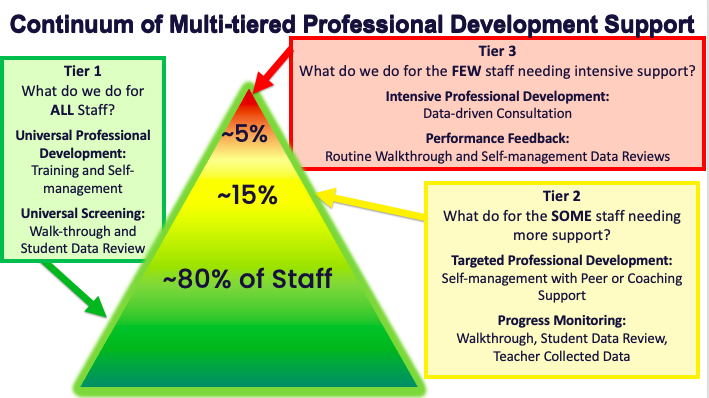 Continuum of Multi-tiered Professional Development Support
Tier 1
What do we do for
ALL Staff?
Universal Professional
Development:
Training and Self-
management
Universal Screening:
Walk-through and
Student Data Review
Tier 3
What do we do for the FEW staff needing intensive support?
Intensive Professional Development:
Data-driven Consultation
Performance Feedback:
Routine Walkthrough and Self-management Data Reviews
~5%
~15%
~80% of Staff
Tier 2
What do for the SOME staff needing
more support?
Targeted Professional Development:
Self-management with Peer or Coaching
Support
Progress Monitoring:
Walkthrough, Student Data Review,
Teacher Collected Data